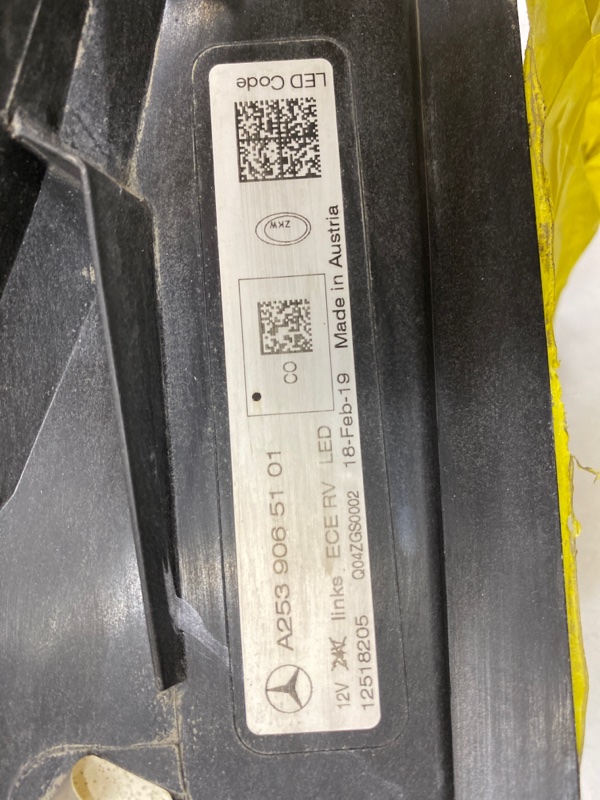 A253 906 51 01
12V 24V links ECE RV LED
12518205 Q04ZGS0002 18-Feb-19 Made in Austria
CO
ZKW
LED Code